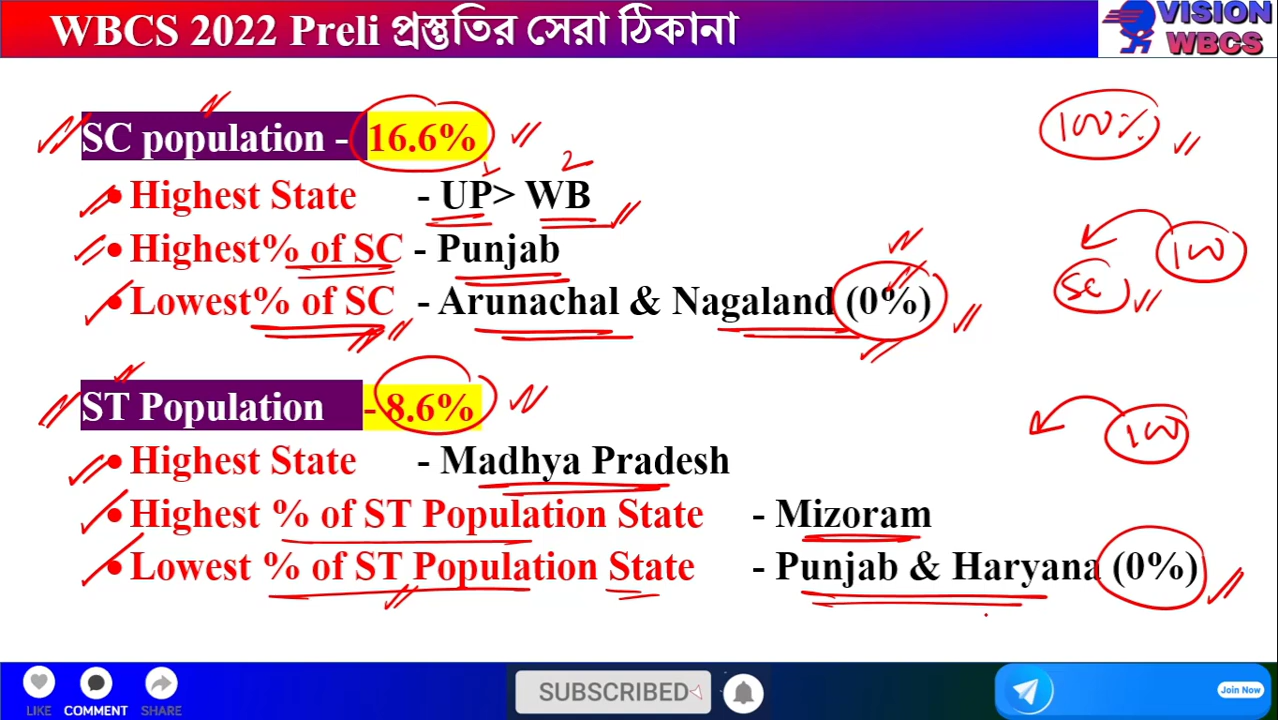 WBCS 2022 Preli প্রস্তুতির সেরা ঠিকানা
VISION
WBCS
SC population - 16.6%
100%
1 2
• Highest State - UP> WB
• Highest% of SC - Punjab
100
SC
• Lowest% of SC - Arunachal & Nagaland (0%)
ST Population - 8.6%
100
• Highest State - Madhya Pradesh
• Highest % of ST Population State - Mizoram
• Lowest % of ST Population State - Punjab & Haryana (0%)
LIKE COMMENT SHARE
SUBSCRIBED
Join Now